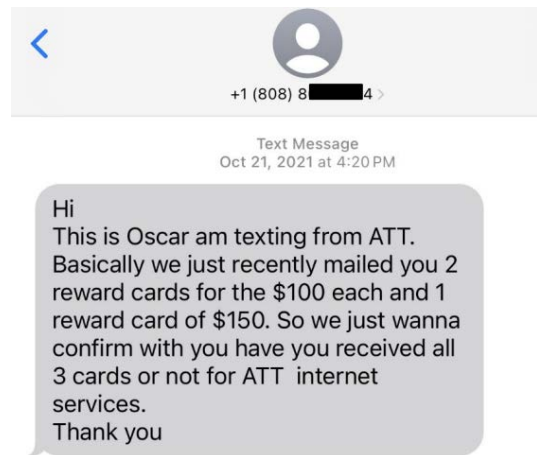 +1 (808) 8 4 >
Text Message
Oct 21, 2021 at 4:20 PM
Hi
This is Oscar am texting from ATT.
Basically we just recently mailed you 2
reward cards for the $100 each and 1
reward card of $150. So we just wanna
confirm with you have you received all
3 cards or not for ATT  internet
services.
Thank you